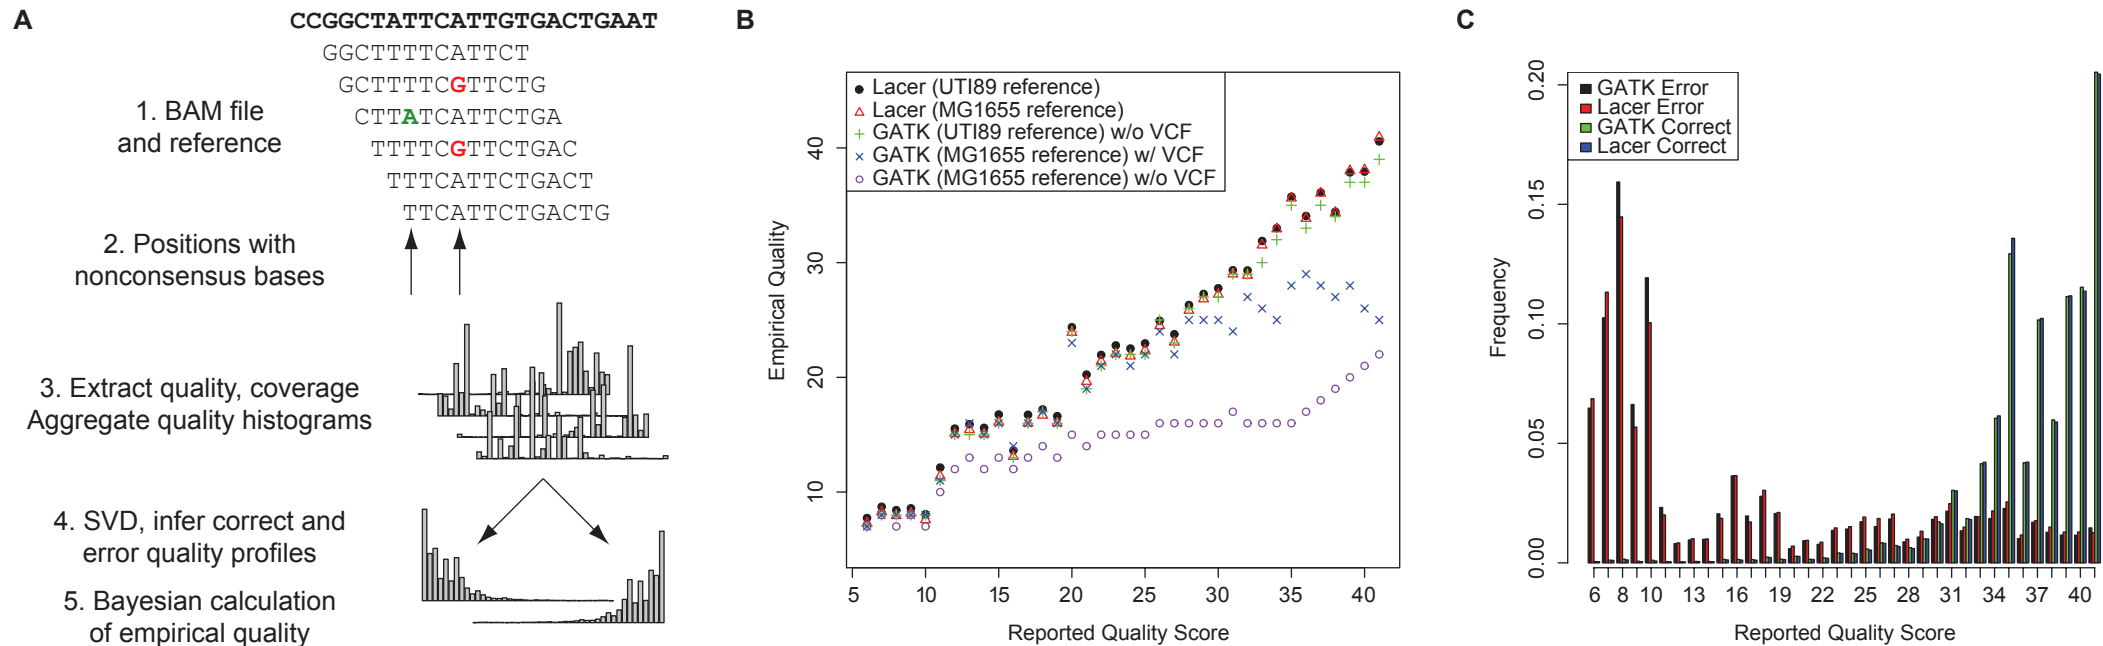 A
CCGGCTATTCATTGTGACTGAAT
GGCTTTTCATTCT
GCTTTTCGTTCTG
CTTATCATTCTGA
TTTTCGTTCTGAC
TTTCATTCTGACT
TTCATTCTGACTG
1. BAM file
and reference
2. Positions with
nonconsensus bases
3. Extract quality, coverage
Aggregate quality histograms
4. SVD, infer correct and
error quality profiles
5. Bayesian calculation
of empirical quality
B
Lacer (UTI89 reference)
Lacer (MG1655 reference)
GATK (UTI89 reference) w/o VCF
GATK (MG1655 reference) w/ VCF
GATK (MG1655 reference) w/o VCF
Empirical Quality
40
30
20
10
5 10 15 20 25 30 35 40
Reported Quality Score
C
GATK Error
Lacer Error
GATK Correct
Lacer Correct
Frequency
0.20
0.15
0.10
0.05
0.00
6 8 10 13 16 19 22 25 28 31 34 37 40
Reported Quality Score